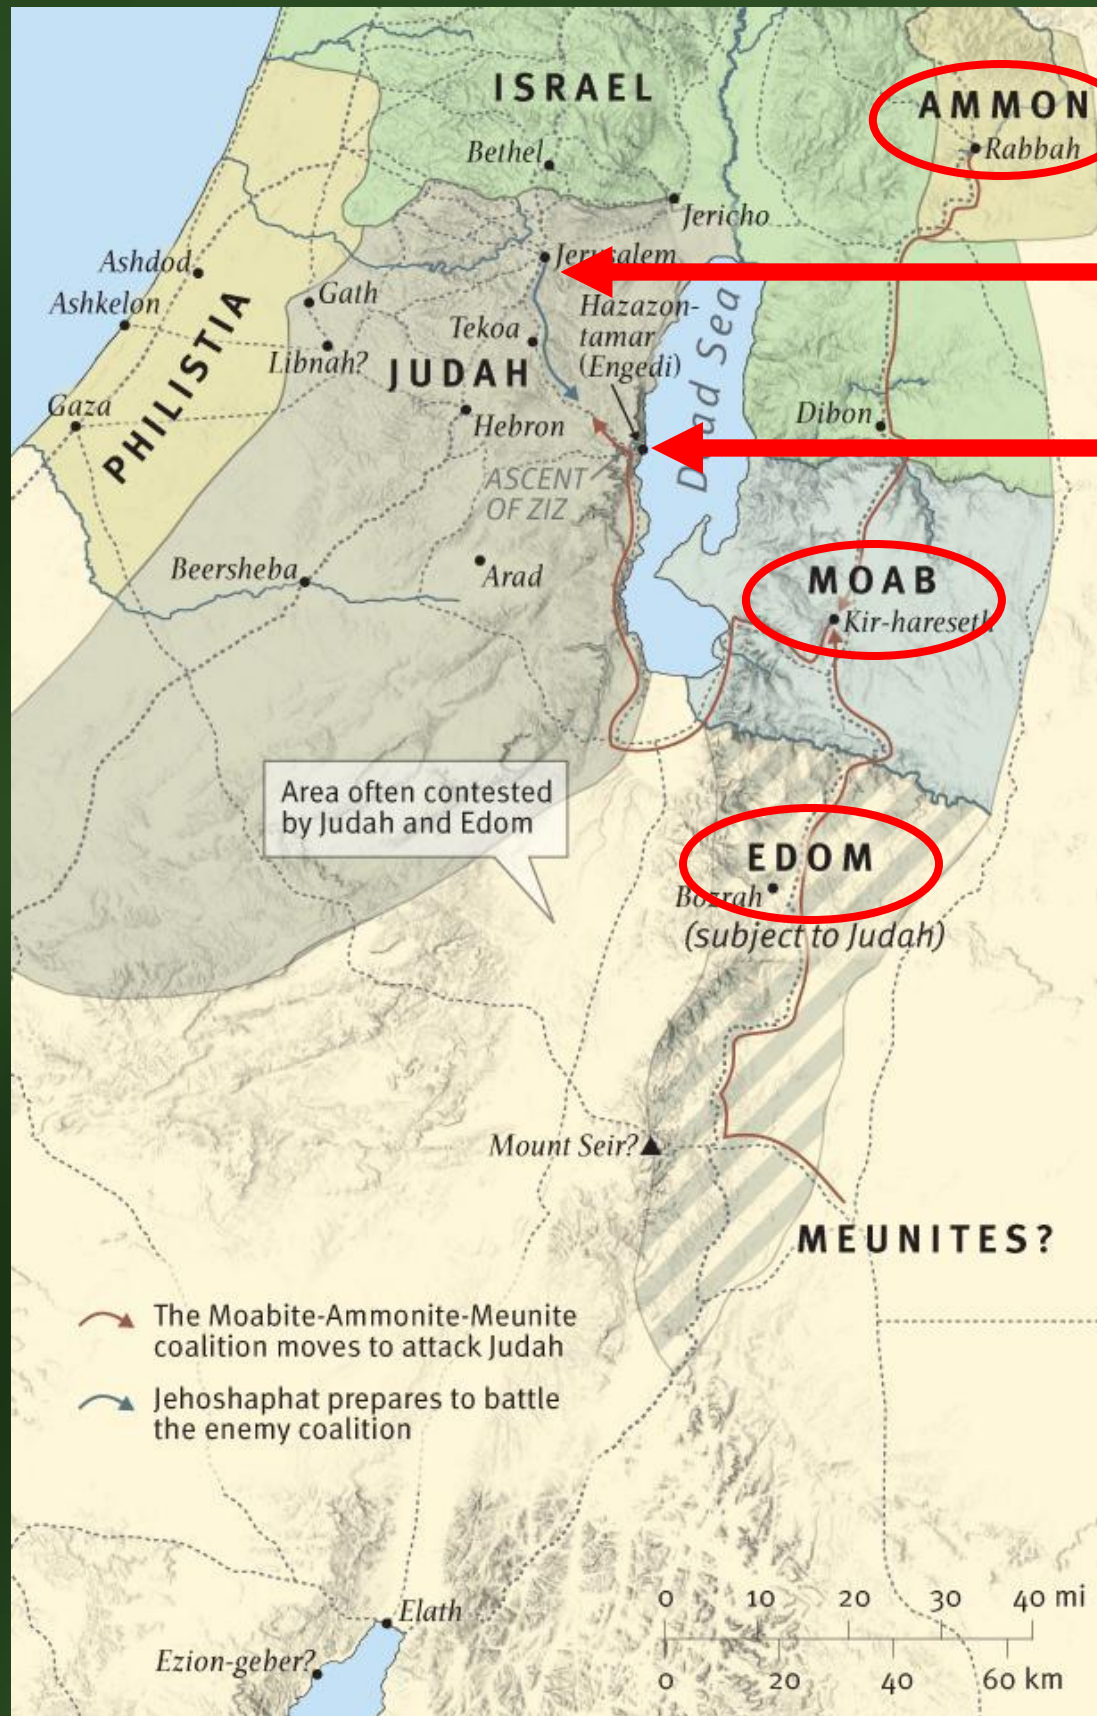 ISRAEL
AMMON
Rabbah
Bethel
Jericho
Jerusalem
Ashdod
Ashkelon
Gath
Hazazon-
tamar
(Engedi)
Tekoa
Libnah?
JUDAH
PHILISTIA
Dead Sea
Gaza
Hebron
Dibon
ASCENT
OF ZIZ
Beersheba
Arad
MOAB
Kir-hareseth
Area often contested
by Judah and Edom
EDOM
Bozrah
(subject to Judah)
Mount Seir?
MEUNITES?
The Moabite-Ammonite-Meunite
coalition moves to attack Judah
Jehoshaphat prepares to battle
the enemy coalition
Elath
Ezion-geber?
0 10 20 30 40 mi
0 20 40 60 km